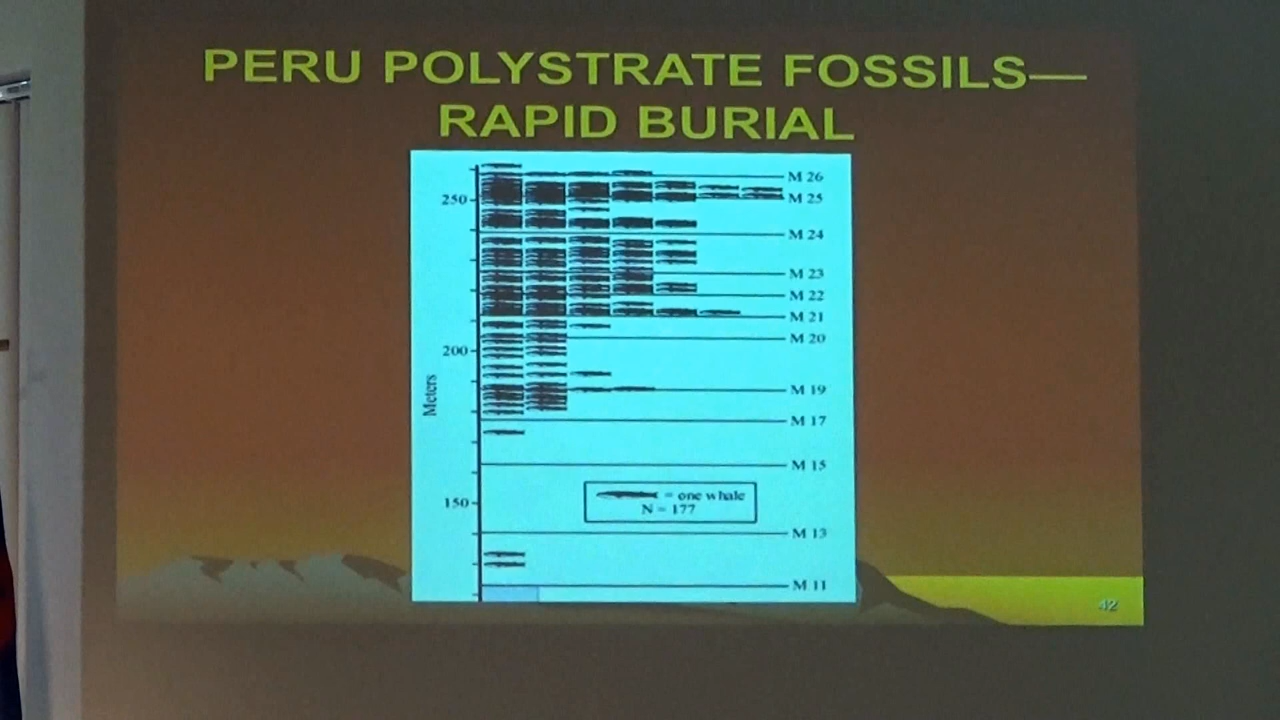 PERU POLYSTRATE FOSSILS—
RAPID BURIAL
M 26
250
M 25
M 24
M 23
M 22
M 21
M 20
200
M 19
Meters
M 17
M 15
= one whale
N = 177
150
M 13
M 11
42